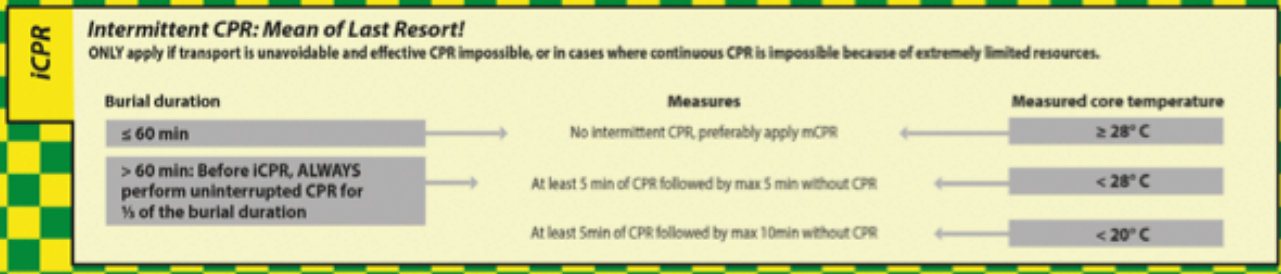 iCPR
Intermittent CPR: Mean of Last Resort!
ONLY apply if transport is unavoidable and effective CPR impossible, or in cases where continuous CPR is impossible because of extremely limited resources.
Burial duration
Measures
Measured core temperature
≤ 60 min
No intermittent CPR, preferably apply mCPR
≥ 28° C
> 60 min: Before iCPR, ALWAYS
perform uninterrupted CPR for
⅓ of the burial duration
At least 5 min of CPR followed by max 5 min without CPR
< 28° C
At least 5min of CPR followed by max 10min without CPR
< 20° C